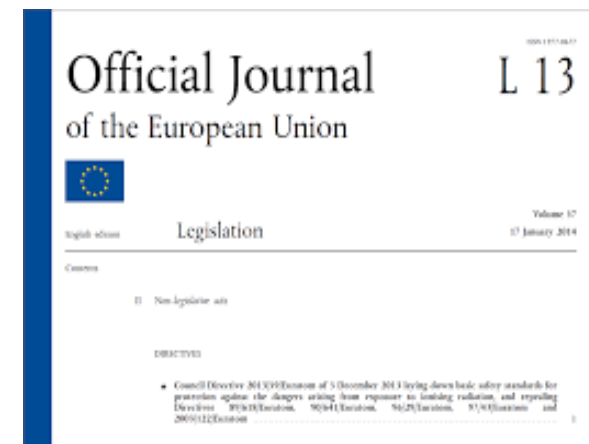 Official Journal
L 13
of the European Union
Volume 57
English edition
Legislation
17 January 2014
Contents
II Non-legislative acts
DIRECTIVES
Council Directive 2013/59/Euratom of 5 December 2013 laying down basic safety standards for
protection against the dangers arising from exposure to ionising radiation, and repealing
Directives 89/618/Euratom, 90/641/Euratom, 96/29/Euratom, 97/43/Euratom and
2003/122/Euratom
1